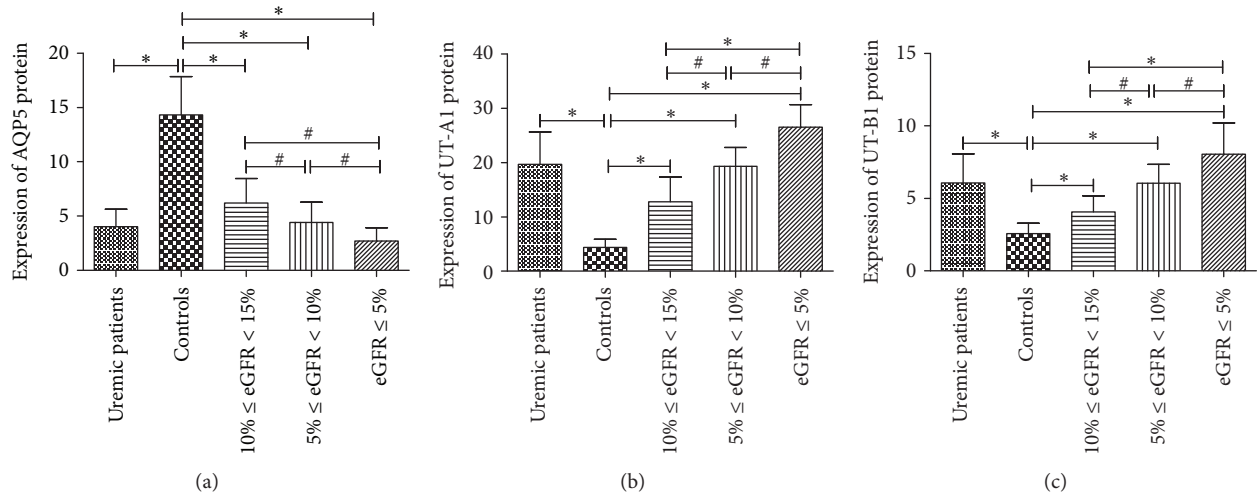 Expression of AQP5 protein
20
15
10
5
0
*
*
*
*
#
#
#
Uremic patients
Controls
10% ≤ eGFR < 15%
5% ≤ eGFR < 10%
eGFR ≤ 5%
(a)
Expression of UT-A1 protein
40
30
20
10
0
*
#
#
*
*
*
*
Uremic patients
Controls
10% ≤ eGFR < 15%
5% ≤ eGFR < 10%
eGFR ≤ 5%
(b)
Expression of UT-B1 protein
15
10
5
0
*
#
#
*
*
*
*
Uremic patients
Controls
10% ≤ eGFR < 15%
5% ≤ eGFR < 10%
eGFR ≤ 5%
(c)